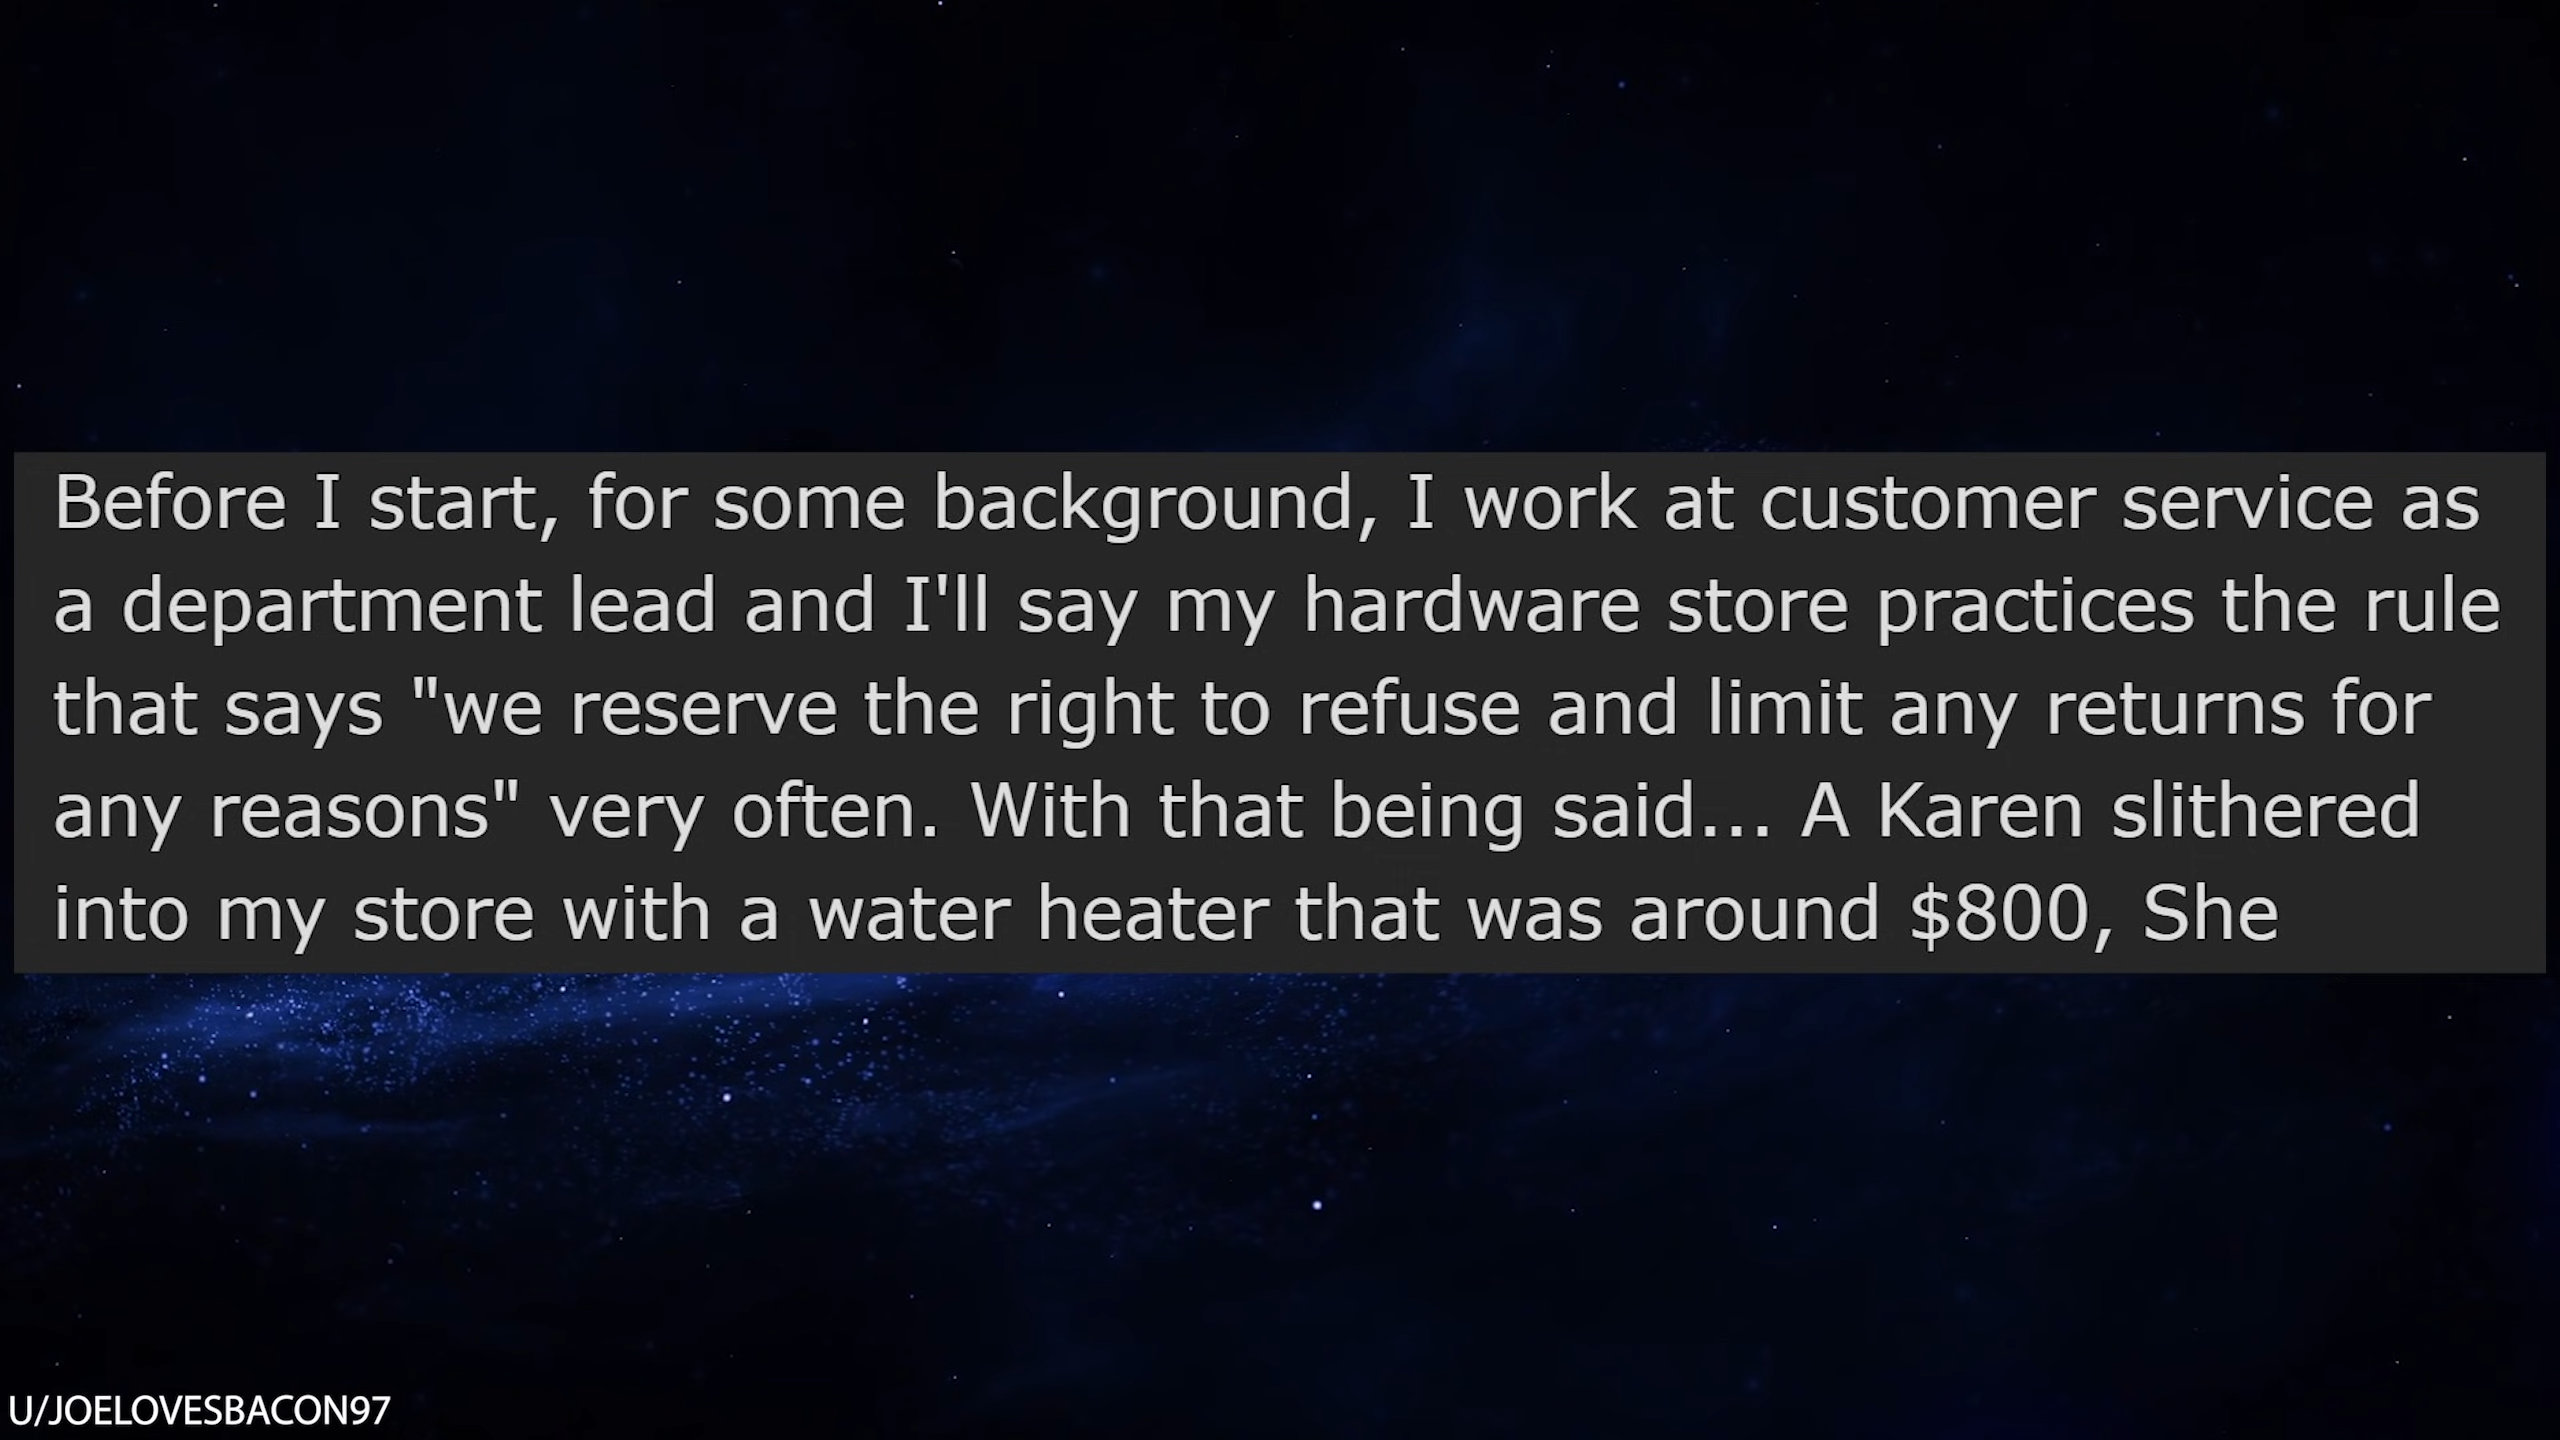 Before I start, for some background, I work at customer service as
a department lead and I'll say my hardware store practices the rule
that says "we reserve the right to refuse and limit any returns for
any reasons" very often. With that being said... A Karen slithered
into my store with a water heater that was around $800, She
U/JOELOVESBACON97